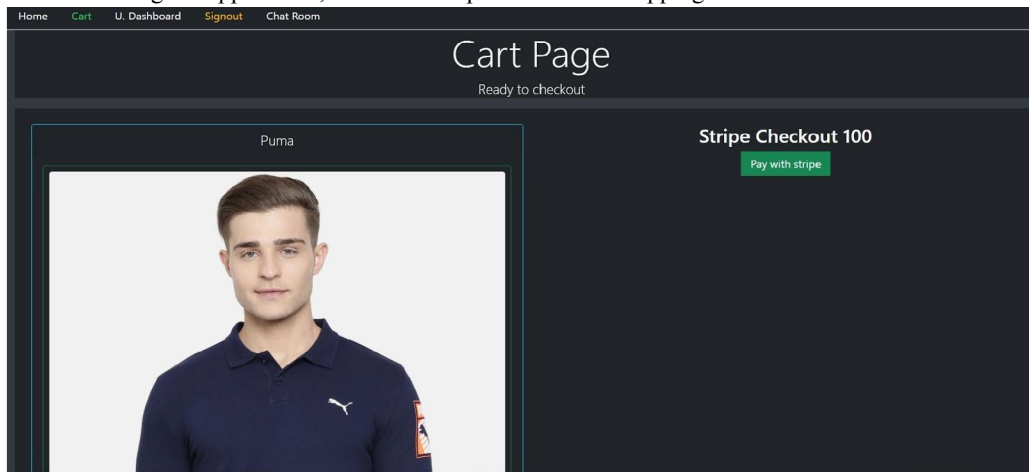 Home Cart U. Dashboard Signout Chat Room
Cart Page
Ready to checkout
Puma
Stripe Checkout 100
Pay with stripe